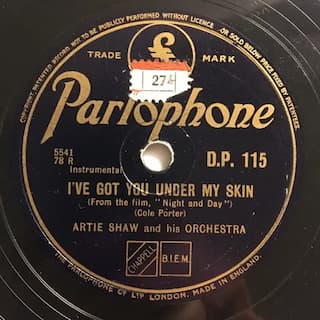 COPYRIGHT. PATENTED. RECORD NOT TO BE PUBLICLY PERFORMED WITHOUT LICENCE
OR SOLD BELOW PRICE FIXED BY PATENTEES.
TRADE MARK
£
27
Parlophone
5541
78 R
Instrumental
D.P. 115
I'VE GOT YOU UNDER MY SKIN
(From the film, "Night and Day")
(Cole Porter)
ARTIE SHAW and his ORCHESTRA
CHAPPELL
B.I.E.M.
THE PARLOPHONE Cº LTD LONDON. MADE IN ENGLAND.